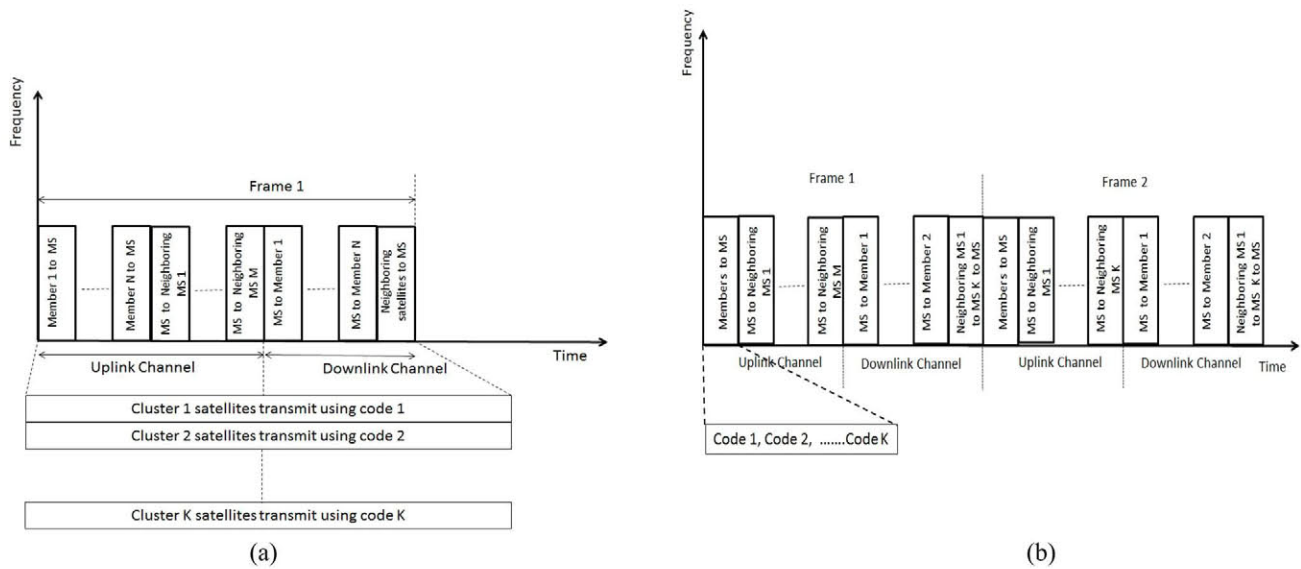 Frequency
Frame 1
Member 1 to MS
Member N to MS
MS to Neighboring
MS 1
MS to Neighboring
MS M
MS to Member 1
MS to Member N
Neighboring
satellites to MS
Time
Uplink Channel
Downlink Channel
Cluster 1 satellites transmit using code 1
Cluster 2 satellites transmit using code 2
Cluster K satellites transmit using code K
(a)
Frequency
Frame 1
Frame 2
Members to MS
MS to Neighboring
MS 1
MS to Neighboring
MS M
MS to Member 1
MS to Member 2
Neighboring MS 1
to MS K to MS
Members to MS
MS to Neighboring
MS 1
MS to Neighboring
MS K
MS to Member 1
MS to Member 2
Neighboring MS 1
to MS K to MS
Uplink Channel
Downlink Channel
Uplink Channel
Downlink Channel
Time
Code 1, Code 2, .......Code K
(b)